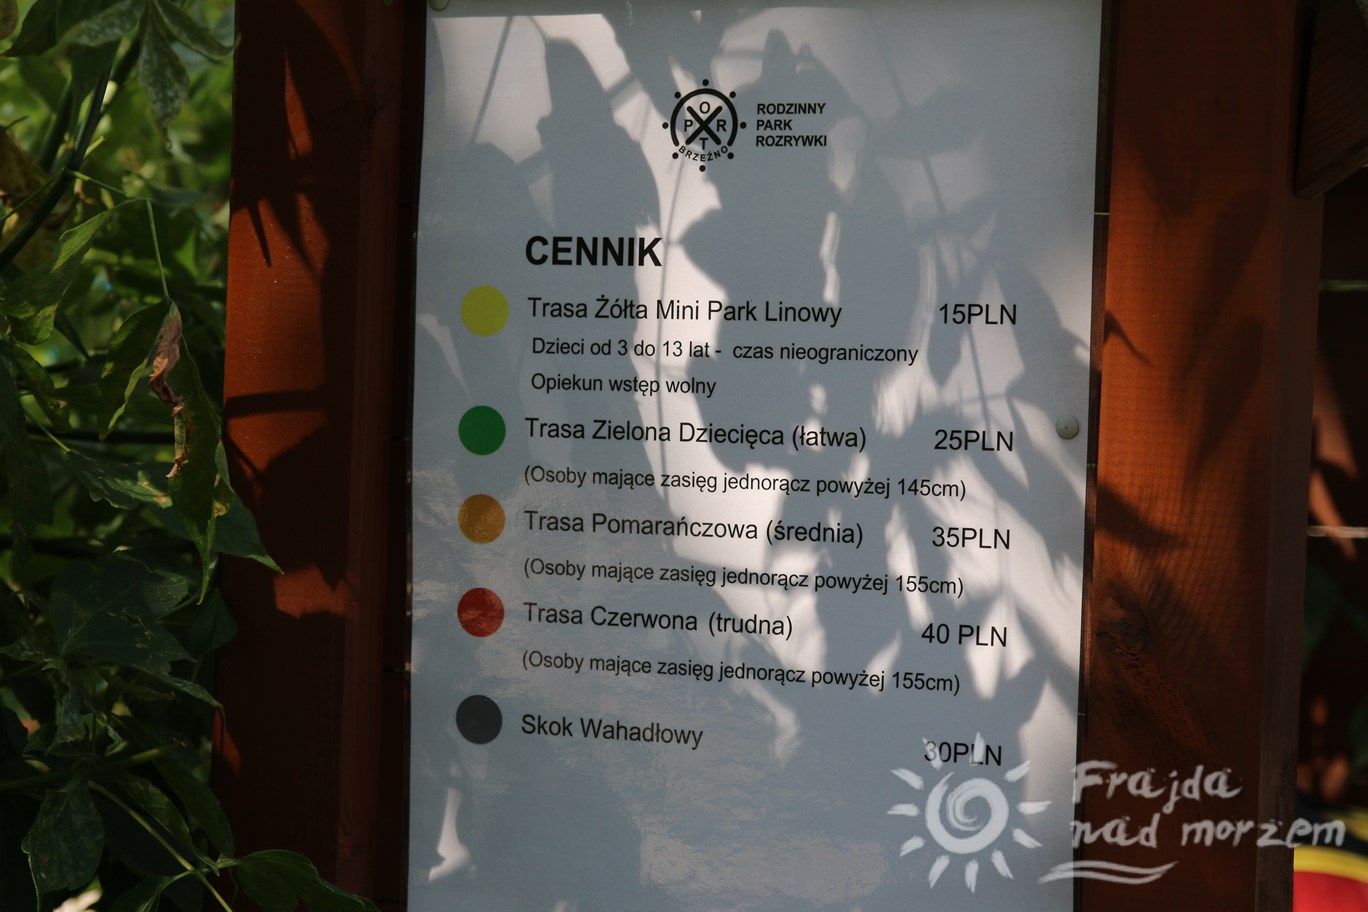 PORT
BRZEŹNO
RODZINNY
PARK
ROZRYWKI
CENNIK
Trasa Żółta Mini Park Linowy 15PLN
Dzieci od 3 do 13 lat - czas nieograniczony
Opiekun wstęp wolny
Trasa Zielona Dziecięca (łatwa) 25PLN
(Osoby mające zasięg jednorącz powyżej 145cm)
Trasa Pomarańczowa (średnia) 35PLN
(Osoby mające zasięg jednorącz powyżej 155cm)
Trasa Czerwona (trudna) 40 PLN
(Osoby mające zasięg jednorącz powyżej 155cm)
Skok Wahadłowy 30PLN
Frajda
nad morzem